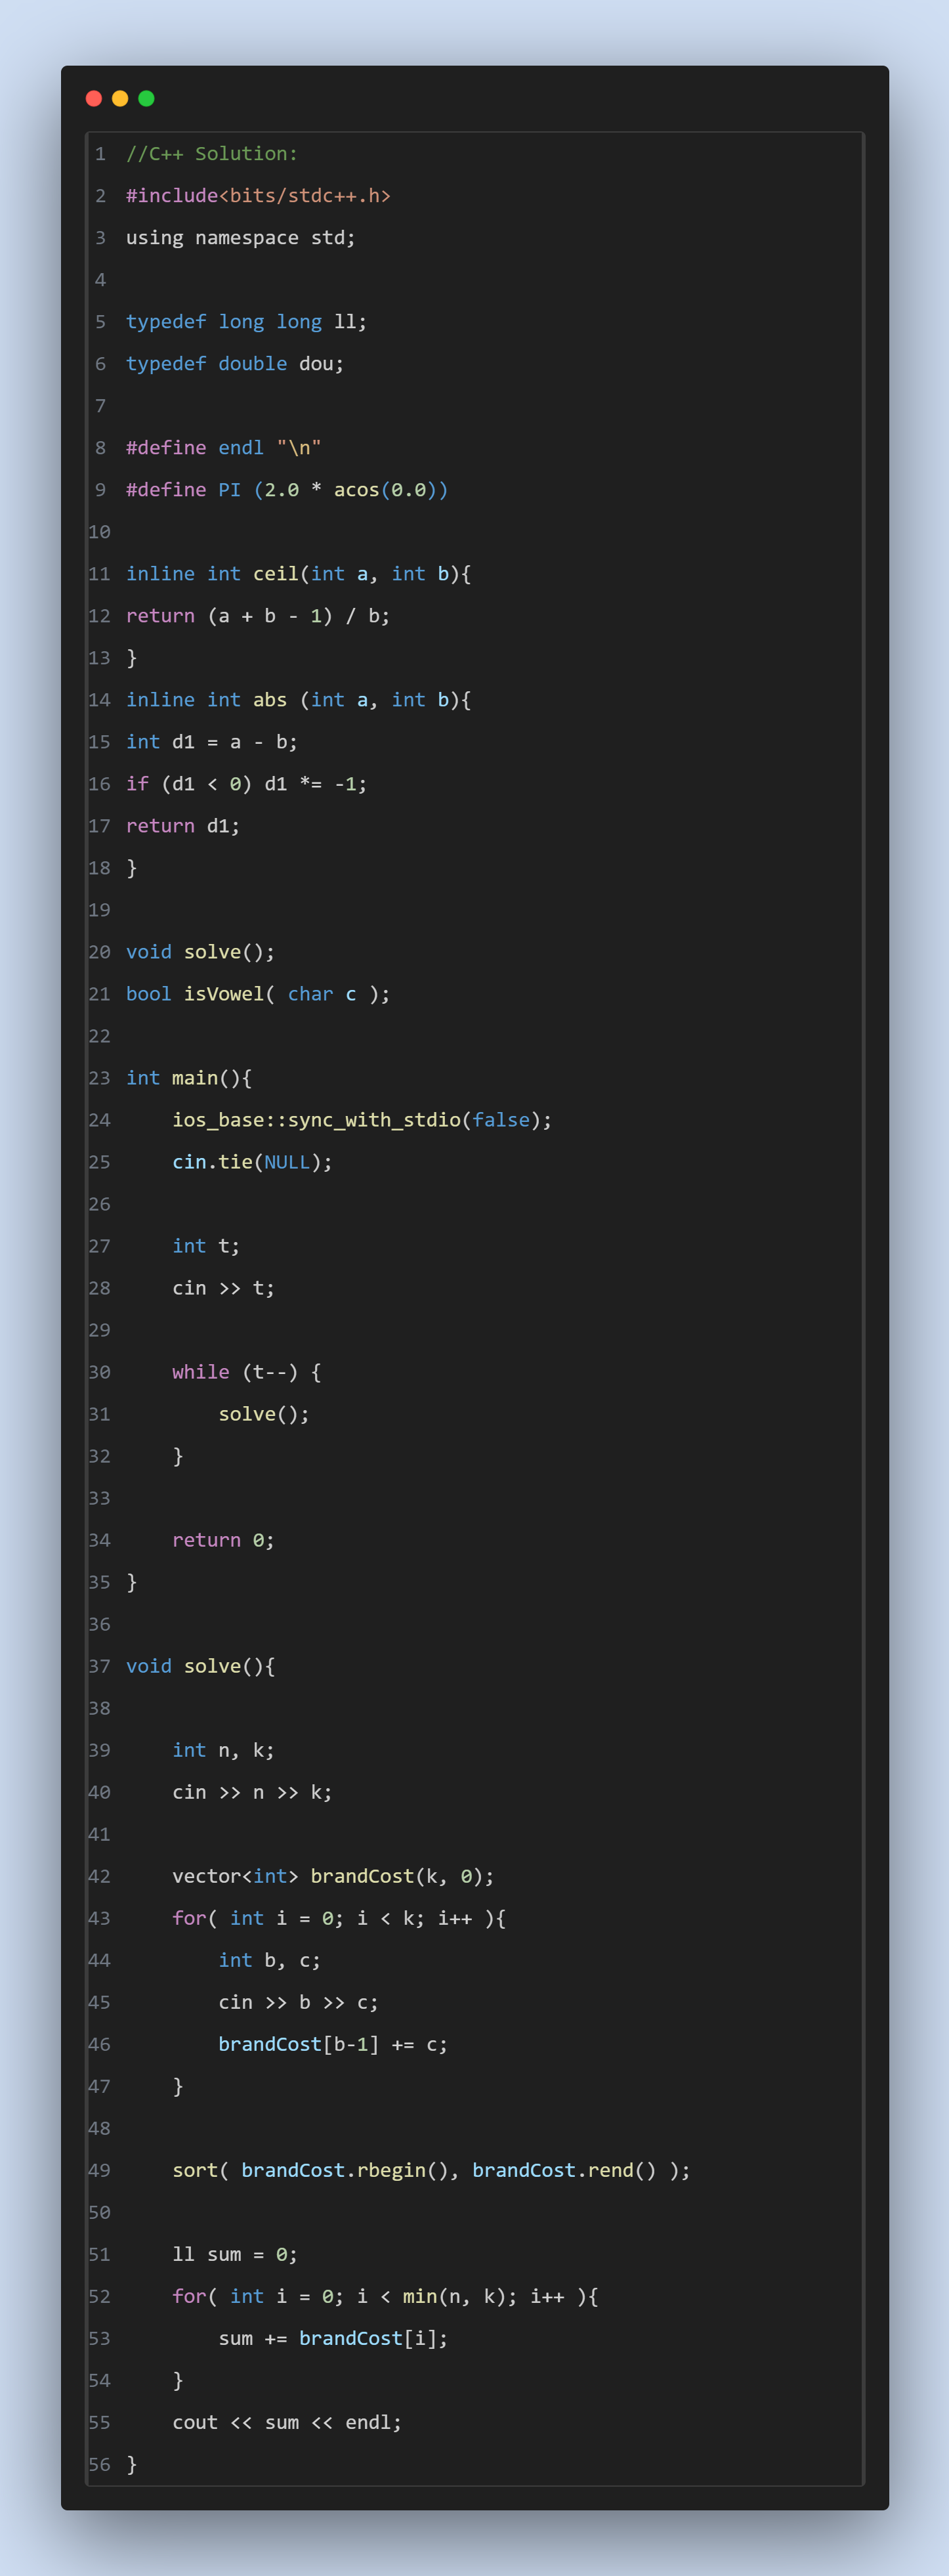 1 //C++ Solution:
2 #include<bits/stdc++.h>
3 using namespace std;
4
5 typedef long long ll;
6 typedef double dou;
7
8 #define endl "\n"
9 #define PI (2.0 * acos(0.0))
10
11 inline int ceil(int a, int b){
12 return (a + b - 1) / b;
13 }
14 inline int abs (int a, int b){
15 int d1 = a - b;
16 if (d1 < 0) d1 *= -1;
17 return d1;
18 }
19
20 void solve();
21 bool isVowel( char c );
22
23 int main(){
24     ios_base::sync_with_stdio(false);
25     cin.tie(NULL);
26
27     int t;
28     cin >> t;
29
30     while (t--) {
31         solve();
32     }
33
34     return 0;
35 }
36
37 void solve(){
38
39     int n, k;
40     cin >> n >> k;
41
42     vector<int> brandCost(k, 0);
43     for( int i = 0; i < k; i++ ){
44         int b, c;
45         cin >> b >> c;
46         brandCost[b-1] += c;
47     }
48
49     sort( brandCost.rbegin(), brandCost.rend() );
50
51     ll sum = 0;
52     for( int i = 0; i < min(n, k); i++ ){
53         sum += brandCost[i];
54     }
55     cout << sum << endl;
56 }